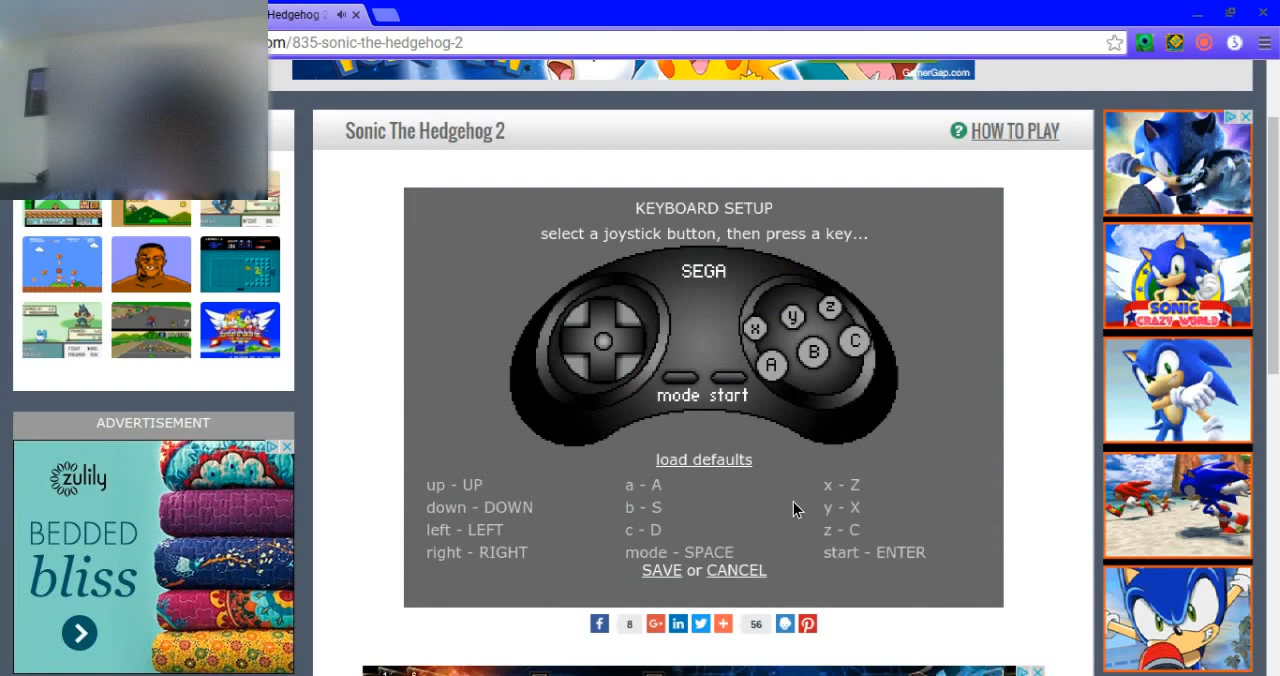 Hedgehog 2
om/835-sonic-the-hedgehog-2
GamerGap.com
Sonic The Hedgehog 2
? HOW TO PLAY
KEYBOARD SETUP
select a joystick button, then press a key...
SEGA
x y z
A B C
mode start
load defaults
up - UP a - A x - Z
down - DOWN b - S y - X
left - LEFT c - D z - C
right - RIGHT mode - SPACE start - ENTER
SAVE or CANCEL
8 G+ in + 56
ADVERTISEMENT
zulily
BEDDED
bliss
SONIC
CRAZY WORLD